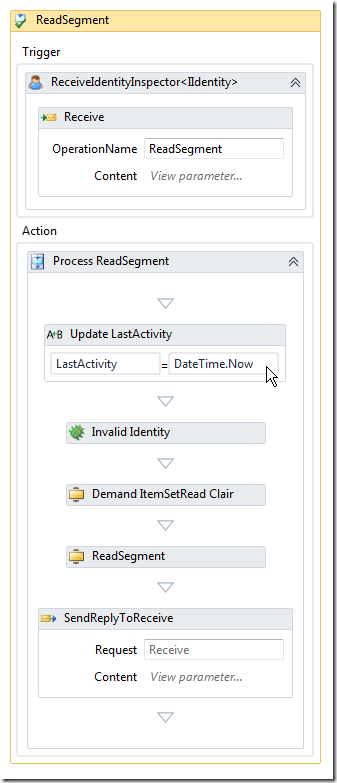 ReadSegment
Trigger
ReceiveIdentityInspector<IIdentity>
Receive
OperationName ReadSegment
Content View parameter...
Action
Process ReadSegment
A+B Update LastActivity
LastActivity = DateTime.Now
Invalid Identity
Demand ItemSetRead Clair
ReadSegment
SendReplyToReceive
Request Receive
Content View parameter...